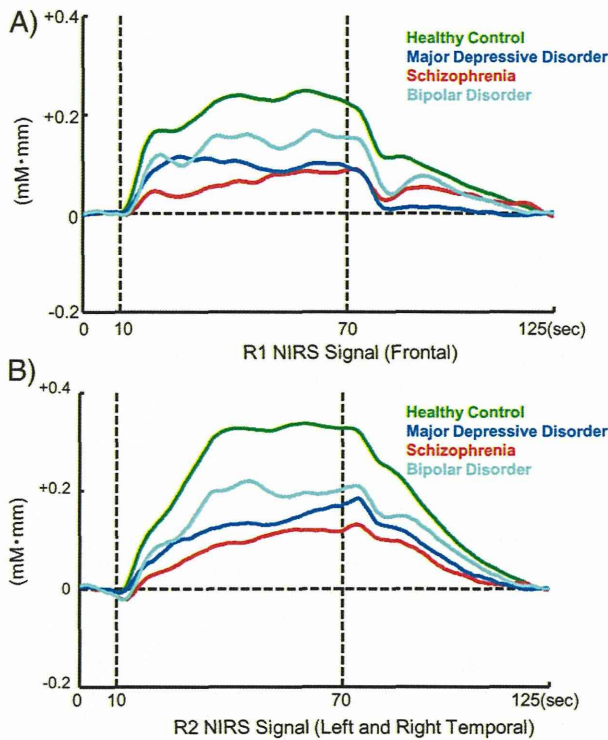 A)
+0.4
Healthy Control
Major Depressive Disorder
Schizophrenia
Bipolar Disorder
+0.2
(mM·mm)
0
-0.2
0 10 70 125(sec)
R1 NIRS Signal (Frontal)
B)
+0.4
Healthy Control
Major Depressive Disorder
Schizophrenia
Bipolar Disorder
+0.2
(mM·mm)
0
-0.2
0 10 70 125(sec)
R2 NIRS Signal (Left and Right Temporal)